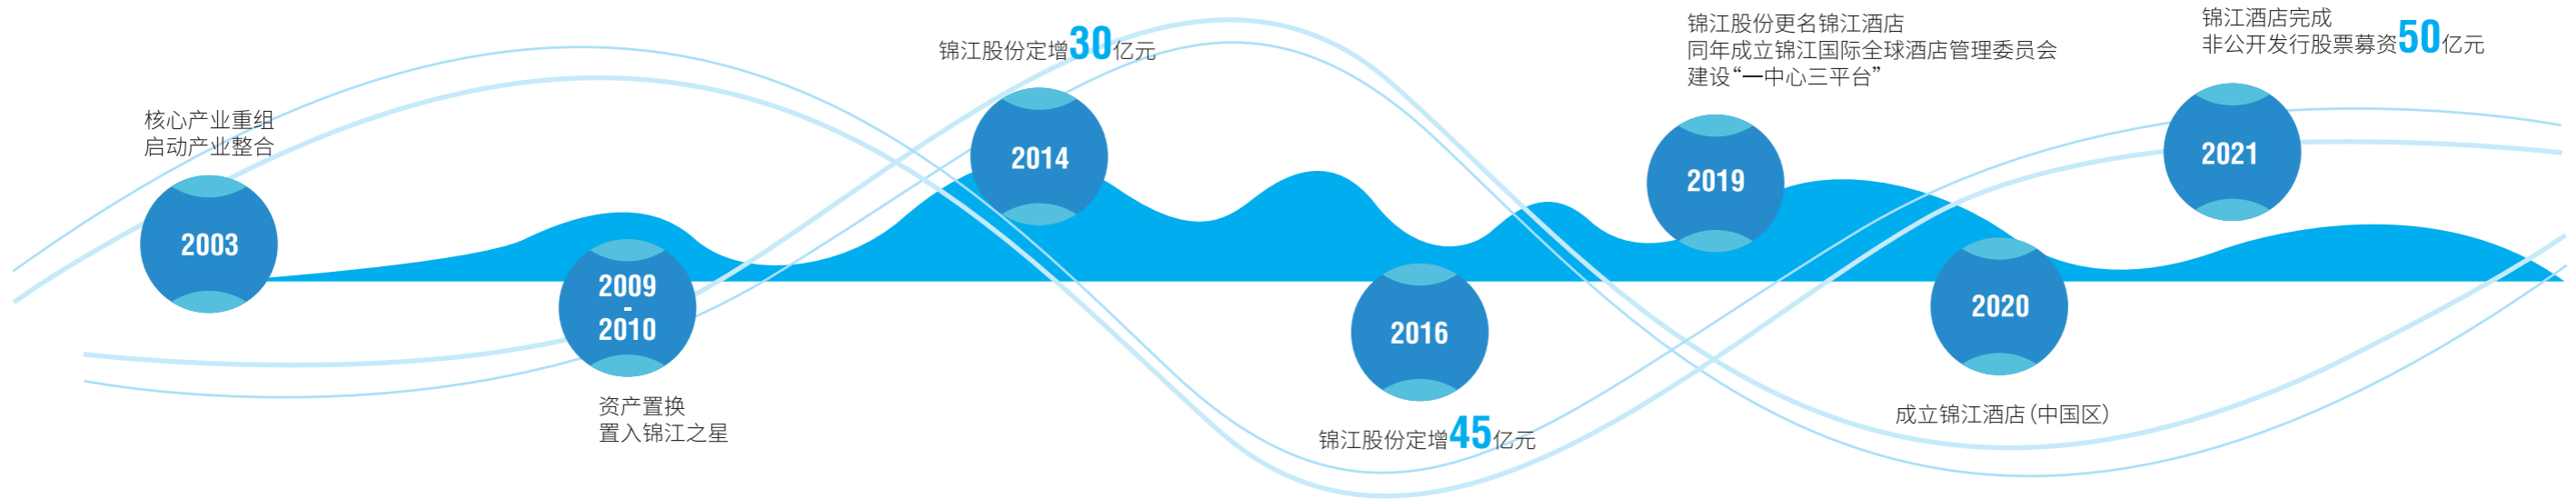 核心产业重组
启动产业整合
2003
2009
-
2010
资产置换
置入锦江之星
锦江股份定增30亿元
2014
2016
锦江股份定增45亿元
锦江股份更名锦江酒店
同年成立锦江国际全球酒店管理委员会
建设“一中心三平台”
2019
2020
成立锦江酒店(中国区)
锦江酒店完成
非公开发行股票募资50亿元
2021